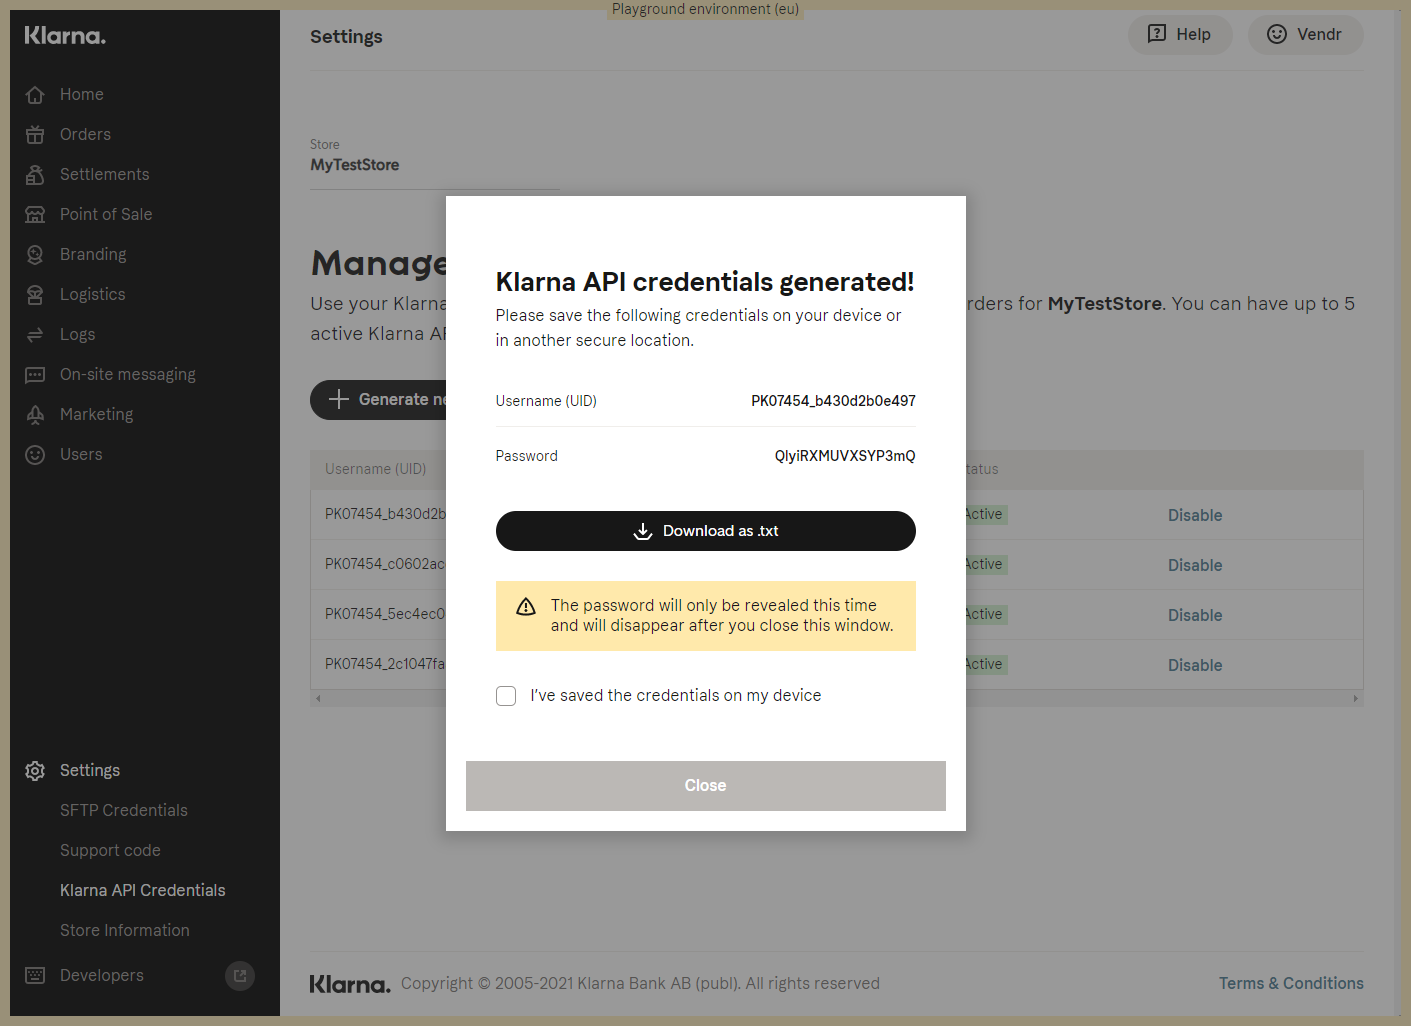 Playground environment (eu)
Klarna.
Settings
Help
Vendr
Home
Orders
Settlements
Point of Sale
Branding
Logistics
Logs
On-site messaging
Marketing
Users
Store
MyTestStore
Manage
Use your Klarna
rders for MyTestStore. You can have up to 5
active Klarna
Generate
Username (UID)
tatus
PK07454_b430d2b
Active
Disable
PK07454_c0602ac
Active
Disable
PK07454_5ec4ec0
Active
Disable
PK07454_2c1047fa
Active
Disable
Klarna API credentials generated!
Please save the following credentials on your device or
in another secure location.
Username (UID)
PK07454_b430d2b0e497
Password
QlyiRXMUVXSYP3mQ
Download as .txt
The password will only be revealed this time
and will disappear after you close this window.
I've saved the credentials on my device
Close
Settings
SFTP Credentials
Support code
Klarna API Credentials
Store Information
Developers
Klarna.
Copyright © 2005-2021 Klarna Bank AB (publ). All rights reserved
Terms & Conditions